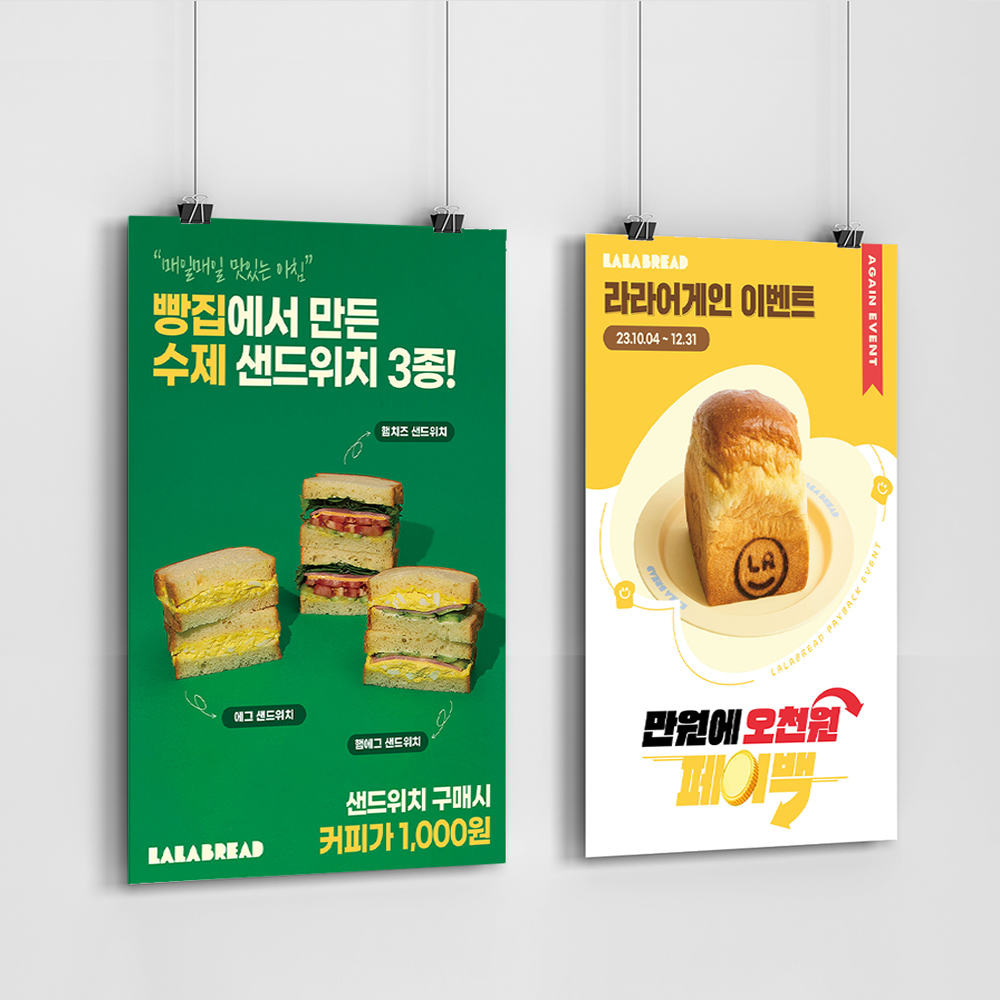 “매일매일 맛있는 아침”
빵집에서 만든
수제 샌드위치 3종!
햄치즈 샌드위치
에그 샌드위치
햄에그 샌드위치
샌드위치 구매시
커피가 1,000원
LALABREAD
LALABREAD
라라어게인 이벤트
23.10.04 ~ 12.31
AGAIN EVENT
LA
LALA BREAD
LALA BREAD
LALABREAD PAYBACK EVENT
만원에 오천원
페이백